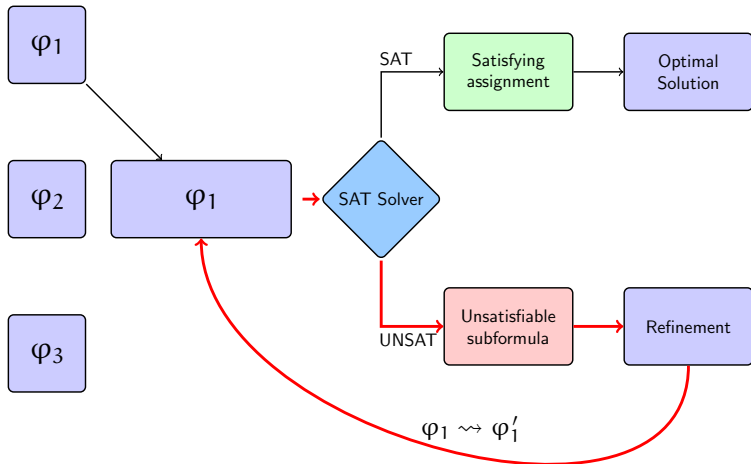 φ₁
SAT
Satisfying
assignment
Optimal
Solution
φ₂
φ₁
SAT Solver
φ₃
UNSAT
Unsatisfiable
subformula
Refinement
φ₁ ⇝ φ₁′